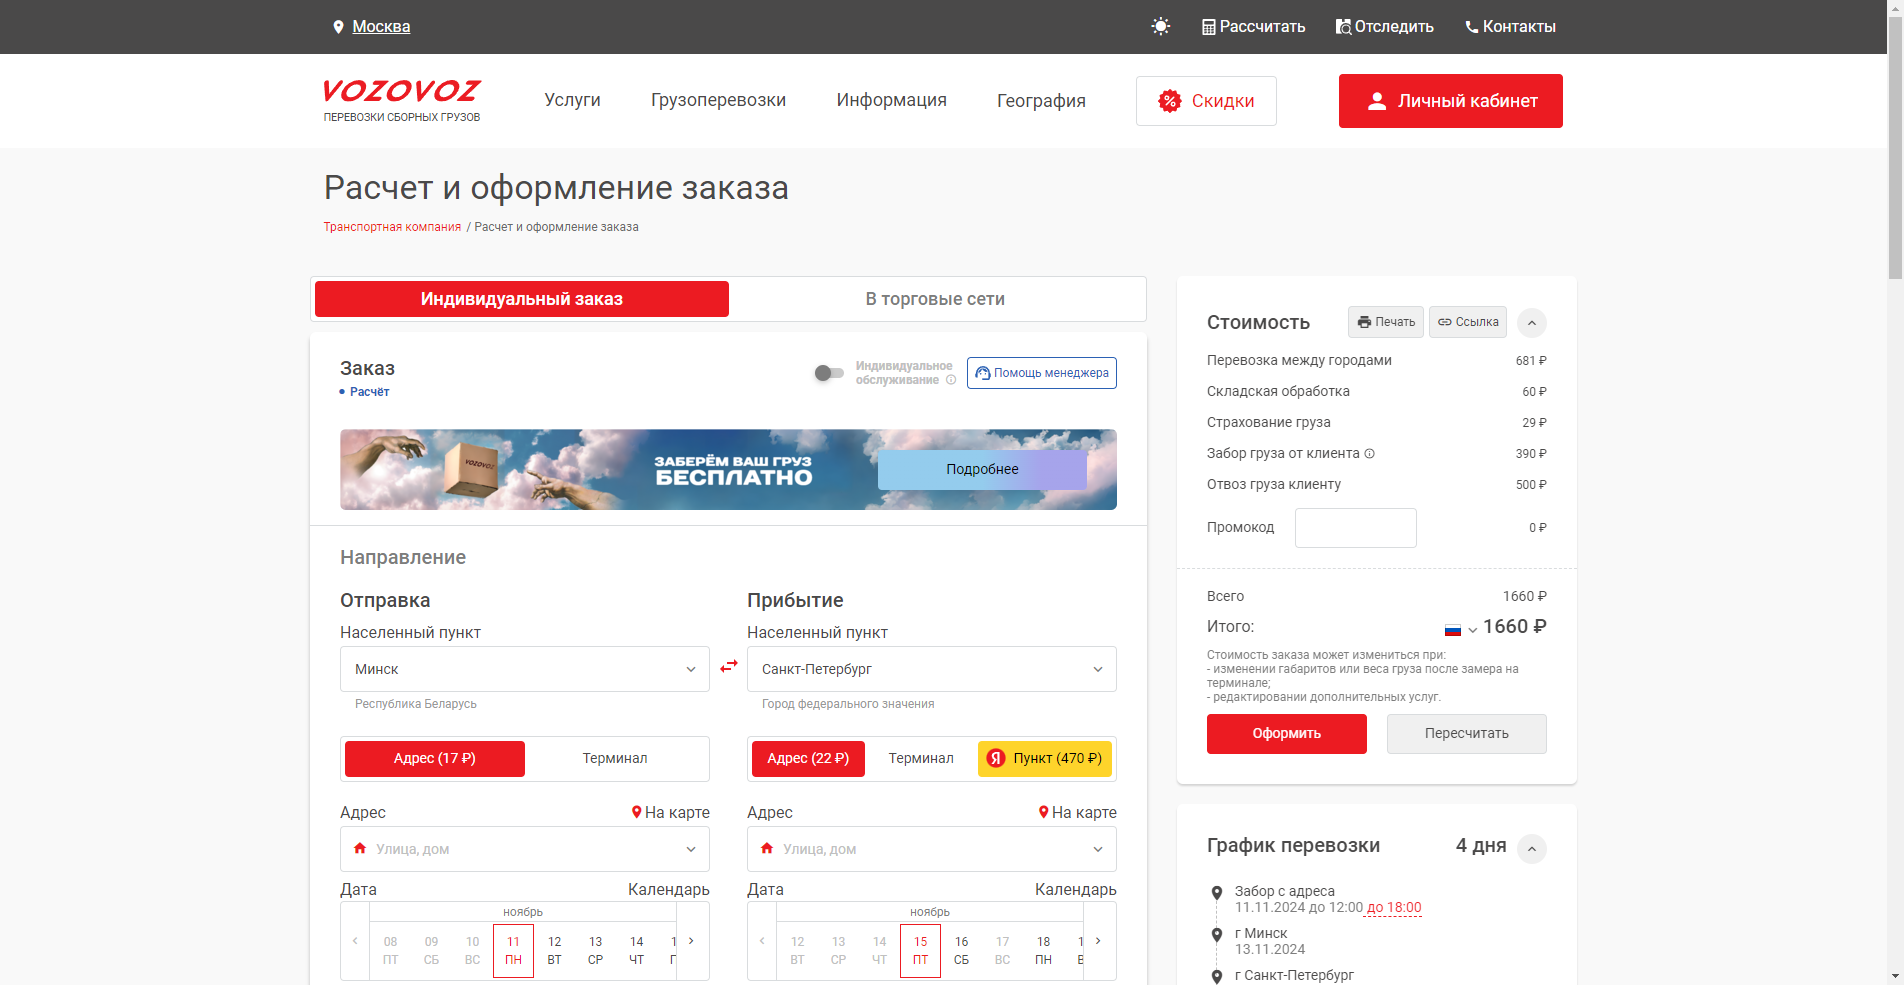 Москва
Рассчитать
Отследить
Контакты
VOZOVOZ
ПЕРЕВОЗКИ СБОРНЫХ ГРУЗОВ
Услуги
Грузоперевозки
Информация
География
Скидки
Личный кабинет
Расчет и оформление заказа
Транспортная компания / Расчет и оформление заказа
Индивидуальный заказ
В торговые сети
Заказ
Расчёт
Индивидуальное
обслуживание
Помощь менеджера
VOZOVOZ
ЗАБЕРЁМ ВАШ ГРУЗ
БЕСПЛАТНО
Подробнее
Направление
Отправка
Населенный пункт
Минск
Республика Беларусь
Адрес (17 ₽)
Терминал
Адрес
На карте
Улица, дом
Дата
Календарь
ноябрь
08 09 10 11 12 13 14 1
ПТ СБ ВС ПН ВТ СР ЧТ П
Прибытие
Населенный пункт
Санкт-Петербург
Город федерального значения
Адрес (22 ₽)
Терминал
Я Пункт (470 ₽)
Адрес
На карте
Улица, дом
Дата
Календарь
ноябрь
12 13 14 15 16 17 18 1
ВТ СР ЧТ ПТ СБ ВС ПН В
Стоимость
Печать
Ссылка
Перевозка между городами 681 ₽
Складская обработка 60 ₽
Страхование груза 29 ₽
Забор груза от клиента 390 ₽
Отвоз груза клиенту 500 ₽
Промокод 0 ₽
Всего 1660 ₽
Итого: 1660 ₽
Стоимость заказа может измениться при:
- изменении габаритов или веса груза после замера на
терминале;
- редактировании дополнительных услуг.
Оформить
Пересчитать
График перевозки 4 дня
Забор с адреса
11.11.2024 до 12:00 до 18:00
г Минск
13.11.2024
г Санкт-Петербург